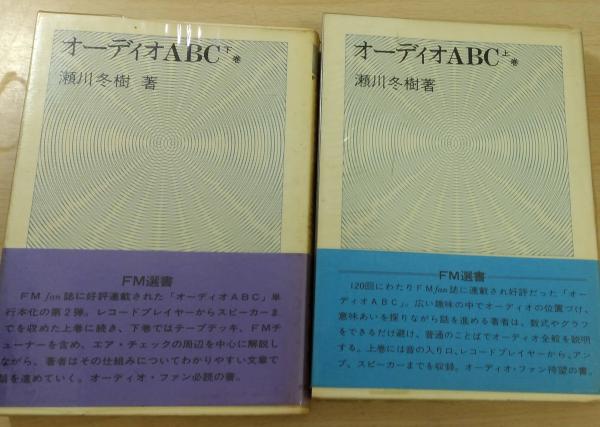 オーディオABC下巻
瀬川冬樹 著
FM選書
FM fan誌に好評連載された「オーディオABC」単
行本化の第2弾。レコードプレイヤーからスピーカーま
でを収めた上巻に続き、下巻ではテープデッキ、FMチ
ューナーを含め、エア・チェックの周辺を中心に解説し
ながら、著者はその仕組みについてわかりやすい文章で
話を進めていく。オーディオ・ファン必読の書。
オーディオABC上巻
瀬川冬樹著
FM選書
120回にわたりFM fan誌に連載され好評だった「オー
ディオABC」。広い趣味の中でオーディオの位置づけ、
意味あいを探りながら話を進める著者は、数式やグラフ
をできるだけ避け、普通のことばでオーディオ全般を説明
する。上巻には音の入り口、レコードプレイヤーから、アン
プ、スピーカーまでを収録。オーディオ・ファン待望の書。